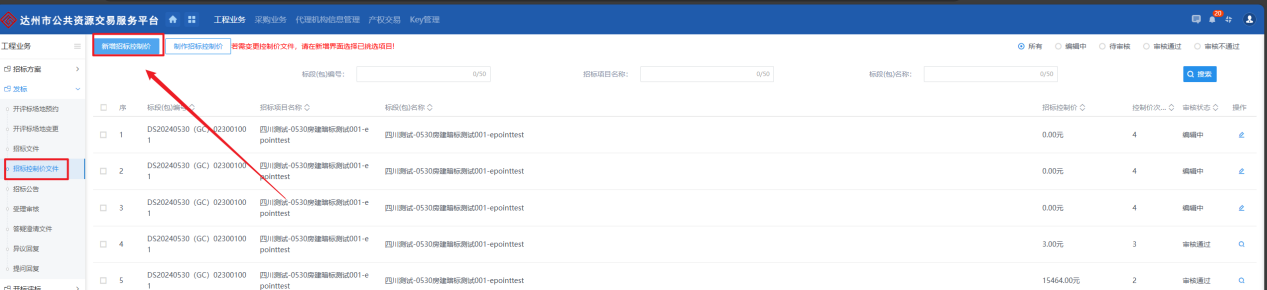 达州市公共资源交易服务平台 工程业务 采购业务 代理机构信息管理 产权交易 Key管理 20
工程业务
招标方案
发标
开评标场地预约
开评标场地变更
招标文件
招标控制价文件
招标公告
受理审核
答疑澄清文件
异议回复
提问回复
开标评标
新增招标控制价 制作招标控制价 若需变更控制价文件,请在新增界面选择已挑选项目! 所有 编辑中 待审核 审核通过 审核不通过
标段(包)编号: 0/50 招标项目名称: 0/50 标段(包)名称: 0/50 搜索
序 标段(包)编号 招标项目名称 标段(包)名称 招标控制价 控制价次... 审核状态 操作
1 DS20240530 (GC) 02300100 四川测试-0530房建暗标测试001-e 四川测试-0530房建暗标测试001-epointtest 0.00元 4 编辑中
1 pointtest
2 DS20240530 (GC) 02300100 四川测试-0530房建暗标测试001-e 四川测试-0530房建暗标测试001-epointtest 0.00元 4 编辑中
1 pointtest
3 DS20240530 (GC) 02300100 四川测试-0530房建暗标测试001-e 四川测试-0530房建暗标测试001-epointtest 0.00元 4 编辑中
1 pointtest
4 DS20240530 (GC) 02300100 四川测试-0530房建暗标测试001-e 四川测试-0530房建暗标测试001-epointtest 3.00元 3 审核通过
1 pointtest
5 DS20240530 (GC) 02300100 四川测试-0530房建暗标测试001-e 四川测试-0530房建暗标测试001-epointtest 15464.00元 2 审核通过
1 pointtest